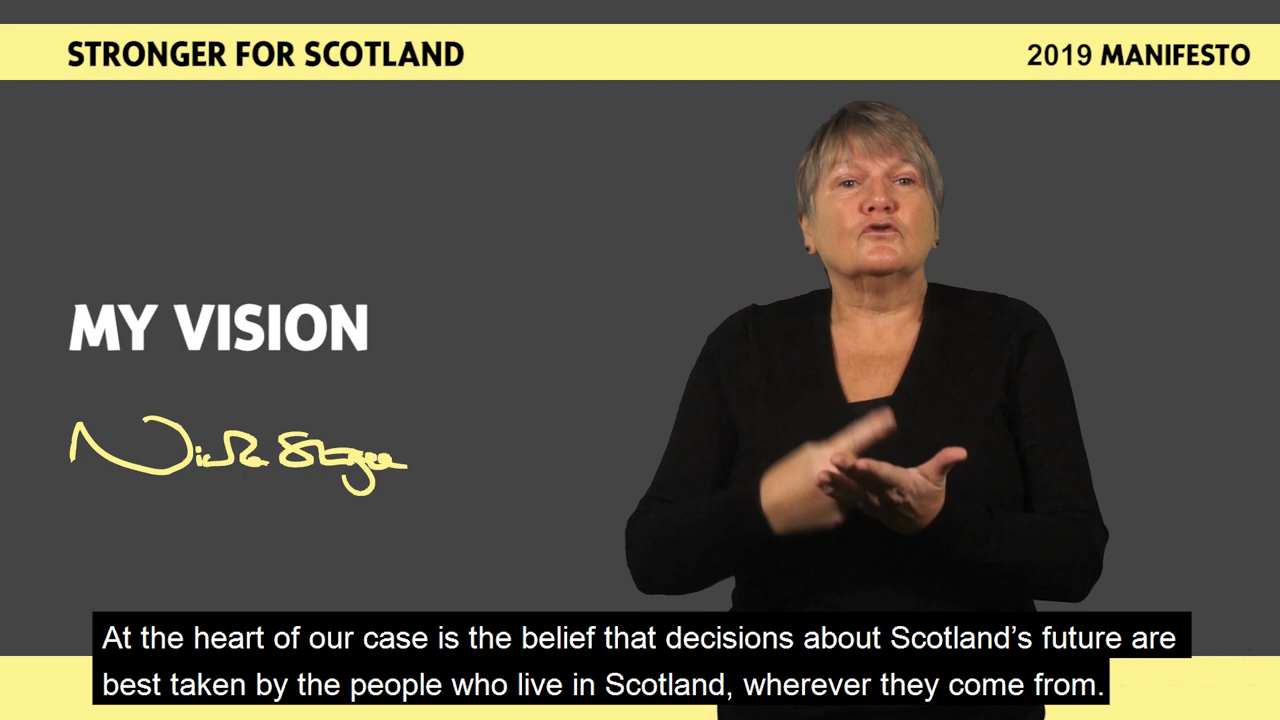 STRONGER FOR SCOTLAND
2019 MANIFESTO
MY VISION
At the heart of our case is the belief that decisions about Scotland’s future are
best taken by the people who live in Scotland, wherever they come from.